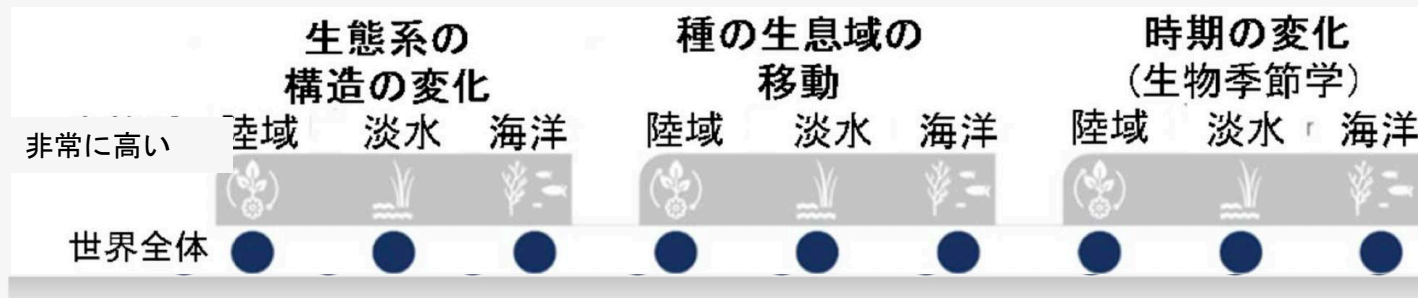 生態系の
構造の変化
種の生息域の
移動
時期の変化
（生物季節学）
非常に高い
陸域 淡水 海洋 陸域 淡水 海洋 陸域 淡水 海洋
世界全体